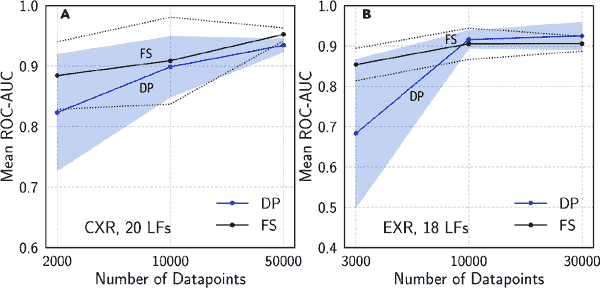 A
1.0
0.9
0.8
0.7
0.6
Mean ROC-AUC
FS
DP
DP
FS
CXR, 20 LFs
2000
10000
50000
Number of Datapoints
B
1.0
0.9
0.8
0.7
0.6
0.5
0.4
Mean ROC-AUC
FS
DP
DP
FS
EXR, 18 LFs
3000
10000
30000
Number of Datapoints